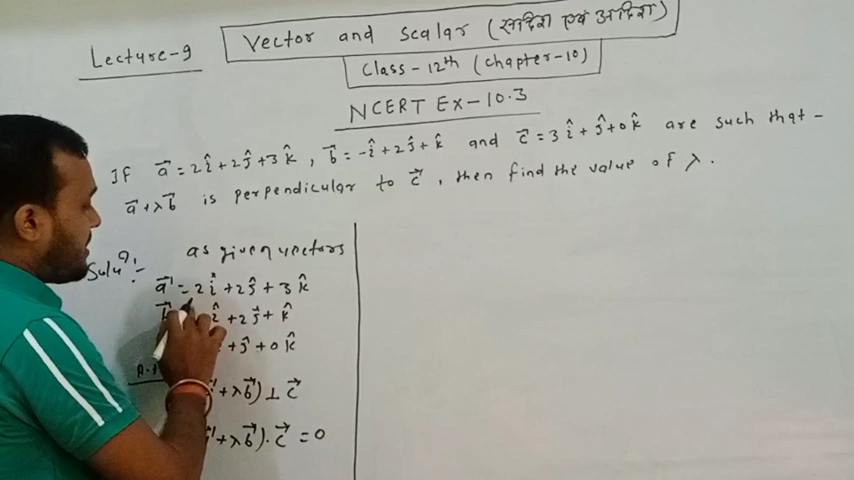 Lecture-9
Vector and Scalar (सदिश एवं अदिश)
Class-12th (Chapter-10)
NCERT Ex-10.3
If a⃗ = 2î+2ĵ+3k̂, b⃗ = -î+2ĵ+k̂ and c⃗ = 3î+ĵ+0k̂ are such that-
a⃗+λb⃗ is perpendicular to c⃗, then find the value of λ.
Soluⁿ:-
as given vectors
a⃗ = 2î+2ĵ+3k̂
î+2ĵ+k̂
+ĵ+0k̂
+λb⃗) ⊥ c⃗
+λb⃗).c⃗ = 0